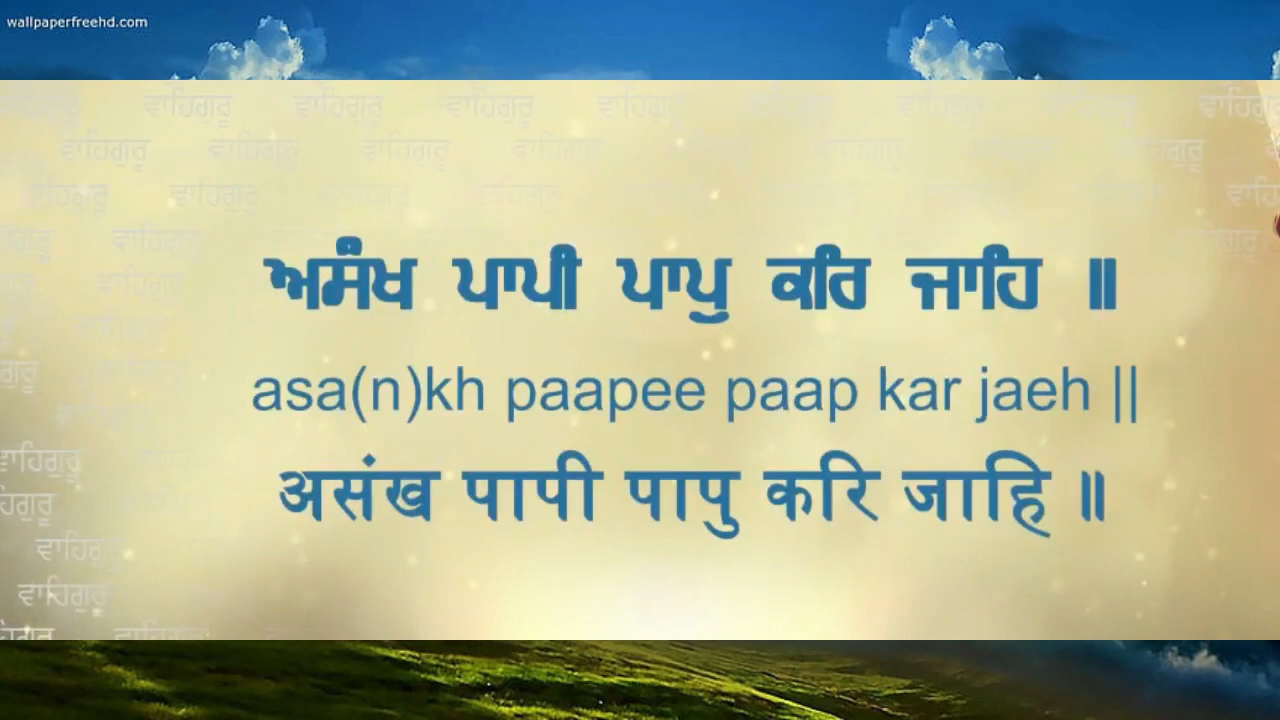 wallpaperfreehd.com
ਵਾਹਿਗੁਰੂ ਵਾਹਿਗੁਰੂ ਵਾਹਿਗੁਰੂ ਵਾਹਿਗੁਰੂ ਵਾਹਿਗੁਰੂ ਵਾਹਿਗੁਰੂ
ਵਾਹਿਗੁਰੂ ਵਾਹਿਗੁਰੂ ਵਾਹਿਗੁਰੂ ਵਾਹਿਗੁਰੂ
ਵਾਹਿਗੁਰੂ ਵਾਹਿਗੁਰੂ
ਵਾਹਿਗੁਰੂ
ਅਸੰਖ ਪਾਪੀ ਪਾਪੁ ਕਰਿ ਜਾਹਿ ॥
asa(n)kh paapee paap kar jaeh ||
असंख पापी पापु करि जाहि ॥
ਵਾਹਿਗੁਰੂ
ਵਾਹਿਗੁਰੂ
ਵਾਹਿਗੁਰੂ